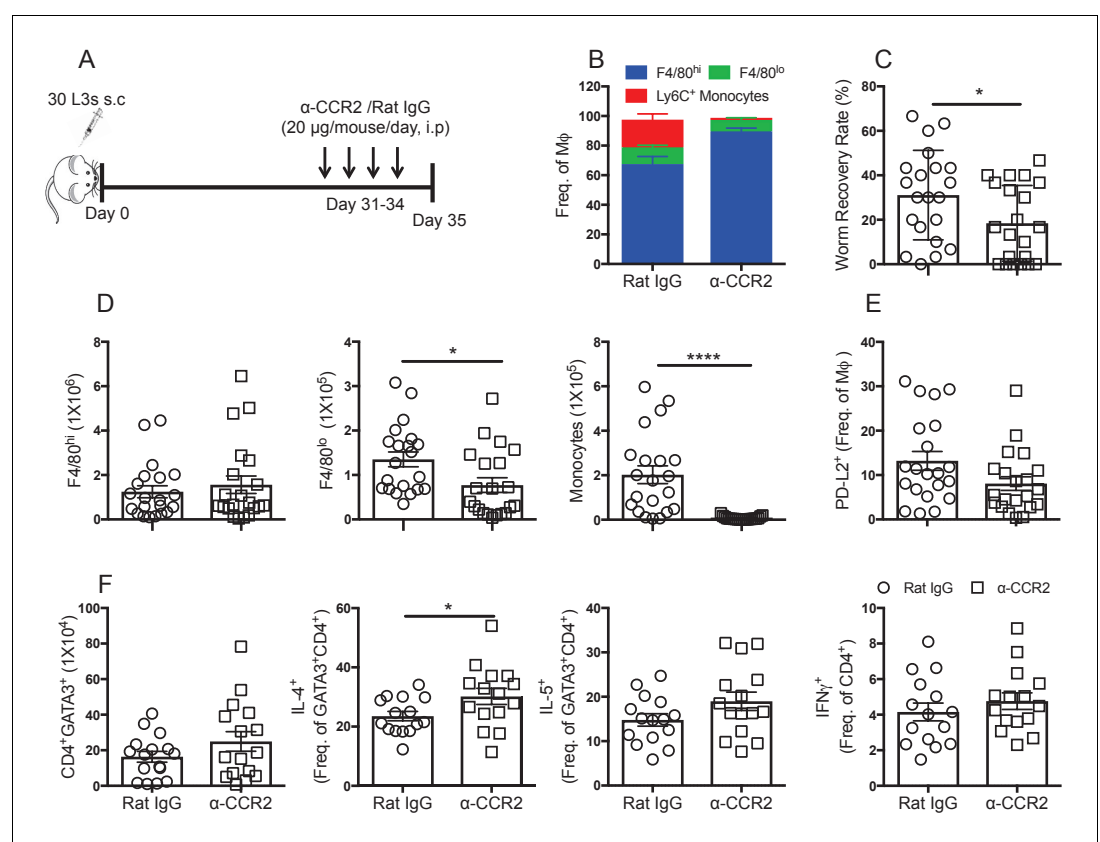 A
30 L3s s.c
α-CCR2 /Rat IgG
(20 µg/mouse/day, i.p)
Day 0
Day 31-34
Day 35
B
F4/80hi
F4/80lo
Ly6C+ Monocytes
Freq. of Mϕ
120
100
80
60
40
20
0
Rat IgG
α-CCR2
C
Worm Recovery Rate (%)
80
60
40
20
0
*
Rat IgG
α-CCR2
D
F4/80hi (1X10⁶)
8
6
4
2
0
F4/80lo (1X10⁵)
4
3
2
1
0
*
Monocytes (1X10⁵)
8
6
4
2
0
****
E
PD-L2+ (Freq. of Mϕ )
40
30
20
10
0
F
CD4+GATA3+ (1X10⁴)
100
80
60
40
20
0
Rat IgG
α-CCR2
IL-4+
(Freq. of GATA3+CD4+)
60
40
20
0
*
Rat IgG
α-CCR2
IL-5+
(Freq. of GATA3+CD4+)
40
30
20
10
0
Rat IgG
α-CCR2
Rat IgG
α-CCR2
IFNγ+
(Freq. of CD4+)
10
8
6
4
2
0
Rat IgG
α-CCR2